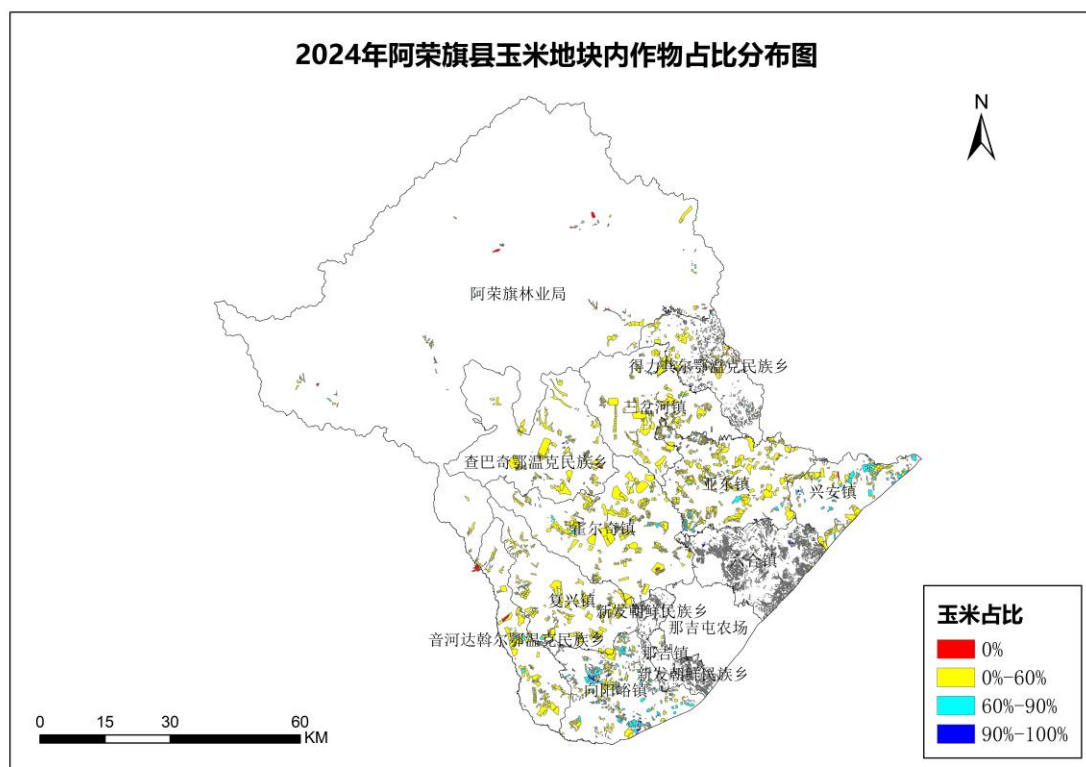 2024年阿荣旗县玉米地块内作物占比分布图
N
阿荣旗林业局
得力其尔鄂温克民族乡
三岔河镇
查巴奇鄂温克民族乡
亚东镇
兴安镇
霍尔奇镇
六合镇
复兴镇
新发朝鲜民族乡
那吉屯农场
音河达斡尔鄂温克民族乡
那吉镇
新发朝鲜民族乡
向阳峪镇
玉米占比
0%
0%-60%
60%-90%
90%-100%
0 15 30 60
KM